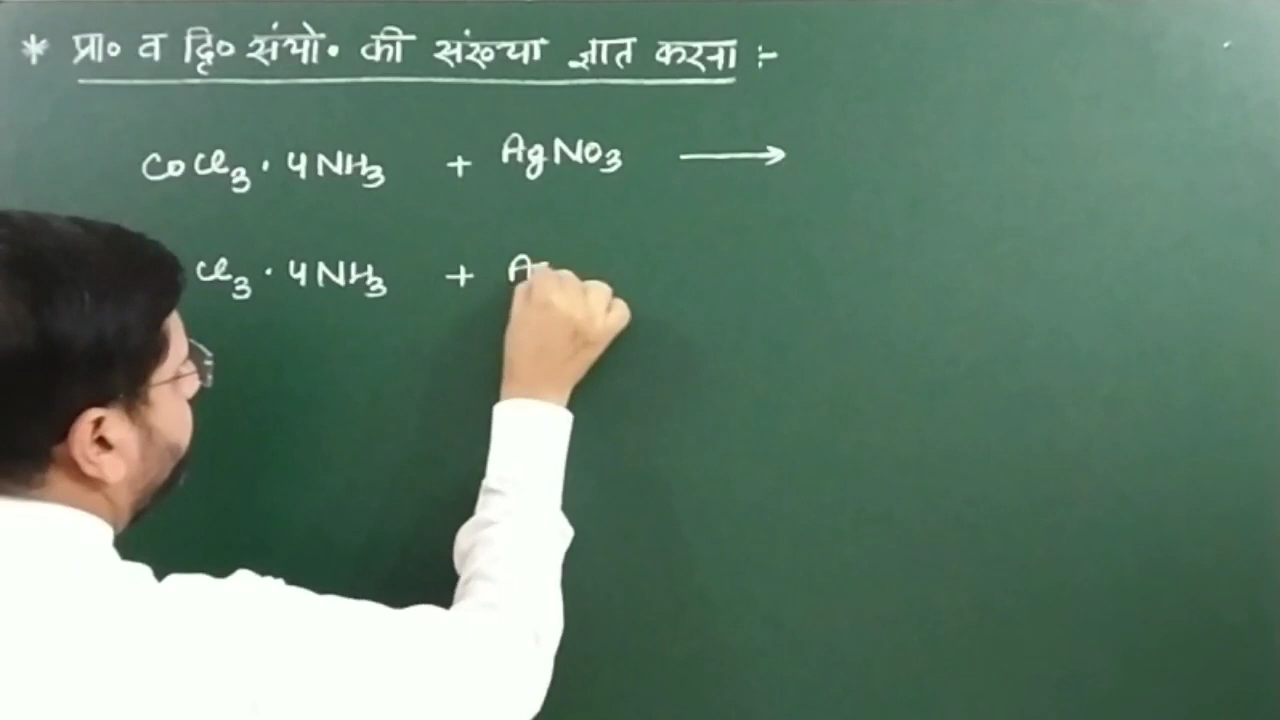 * प्रा० व द्वि० संयो० की संख्या ज्ञात करना :-
CoCl3 · 4NH3 + AgNO3 ⟶
Cl3 · 4NH3 + A